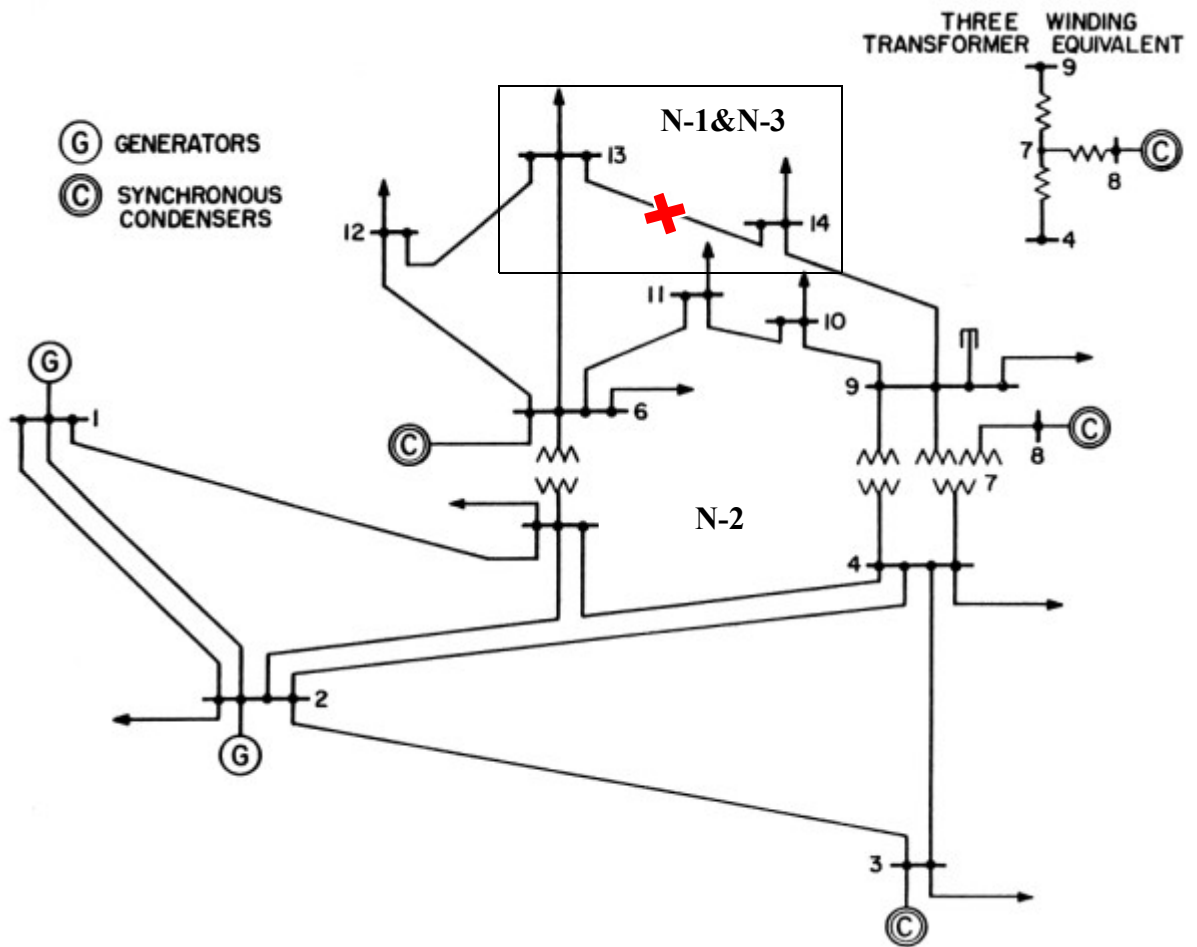 THREE WINDING
TRANSFORMER EQUIVALENT
9
7
C
8
4
G GENERATORS
C SYNCHRONOUS
CONDENSERS
N-1&N-3
13
12
14
11
10
G
1
9
6
C
8
C
7
N-2
4
2
G
3
C